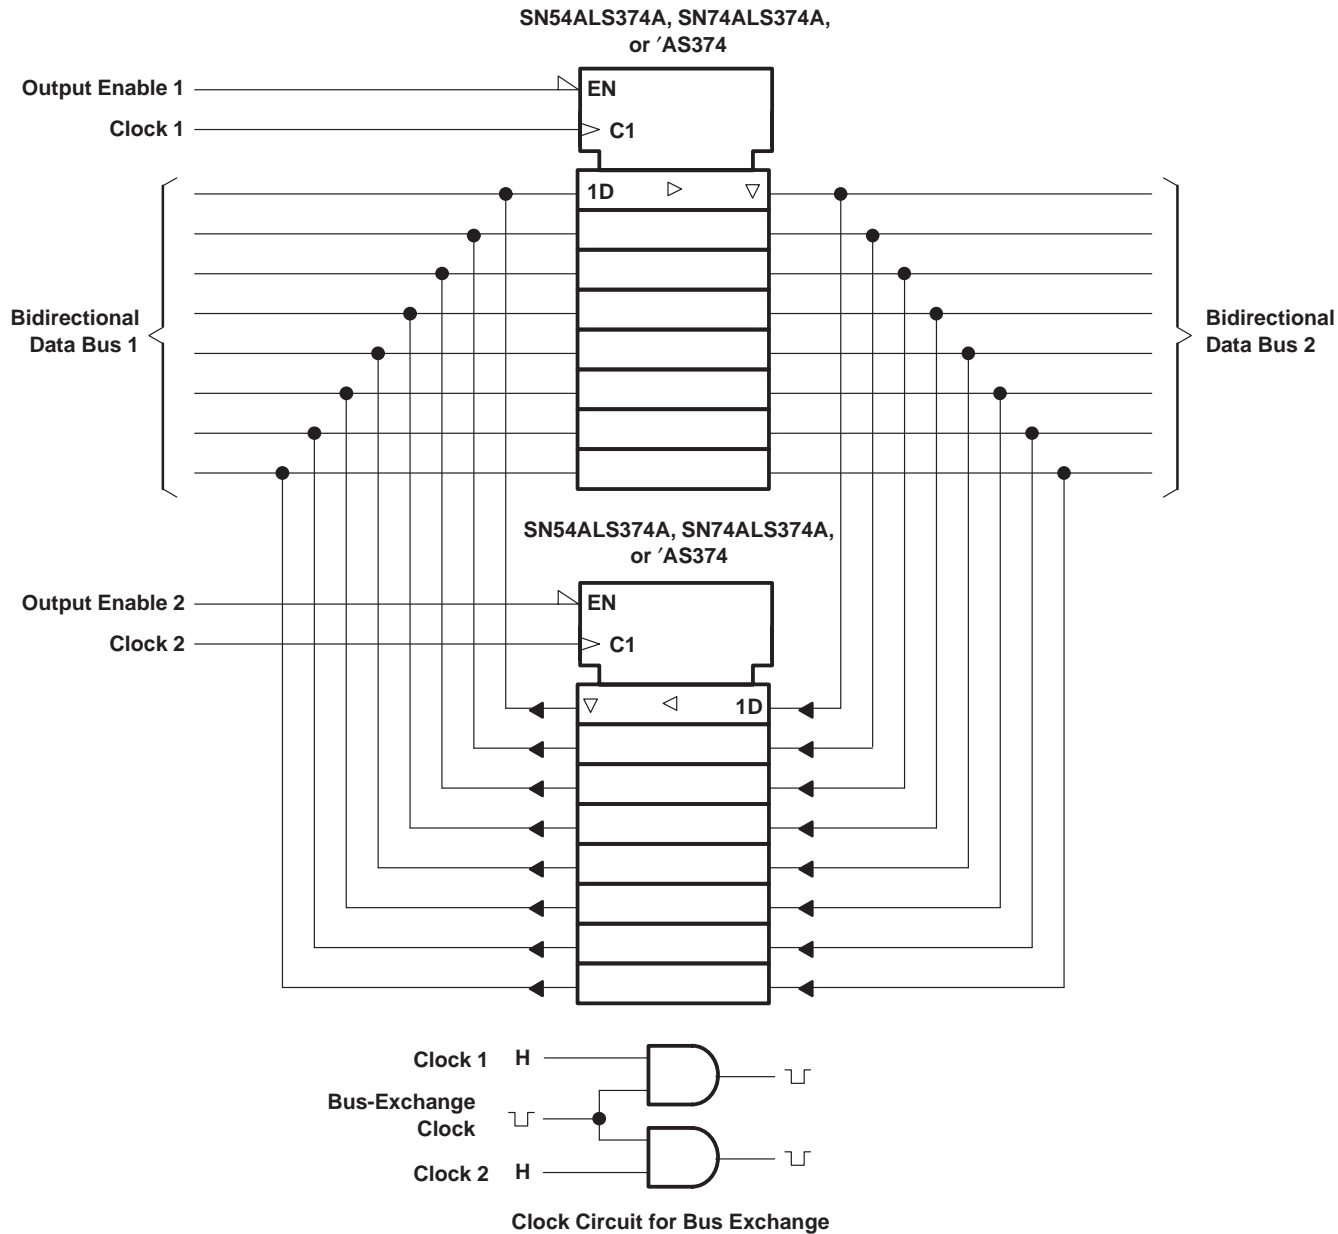 SN54ALS374A, SN74ALS374A,
or ′AS374
Output Enable 1
EN
Clock 1
C1
1D
Bidirectional
Data Bus 1
Bidirectional
Data Bus 2
SN54ALS374A, SN74ALS374A,
or ′AS374
Output Enable 2
EN
Clock 2
C1
1D
Clock 1 H
Bus-Exchange
Clock
Clock 2 H
Clock Circuit for Bus Exchange